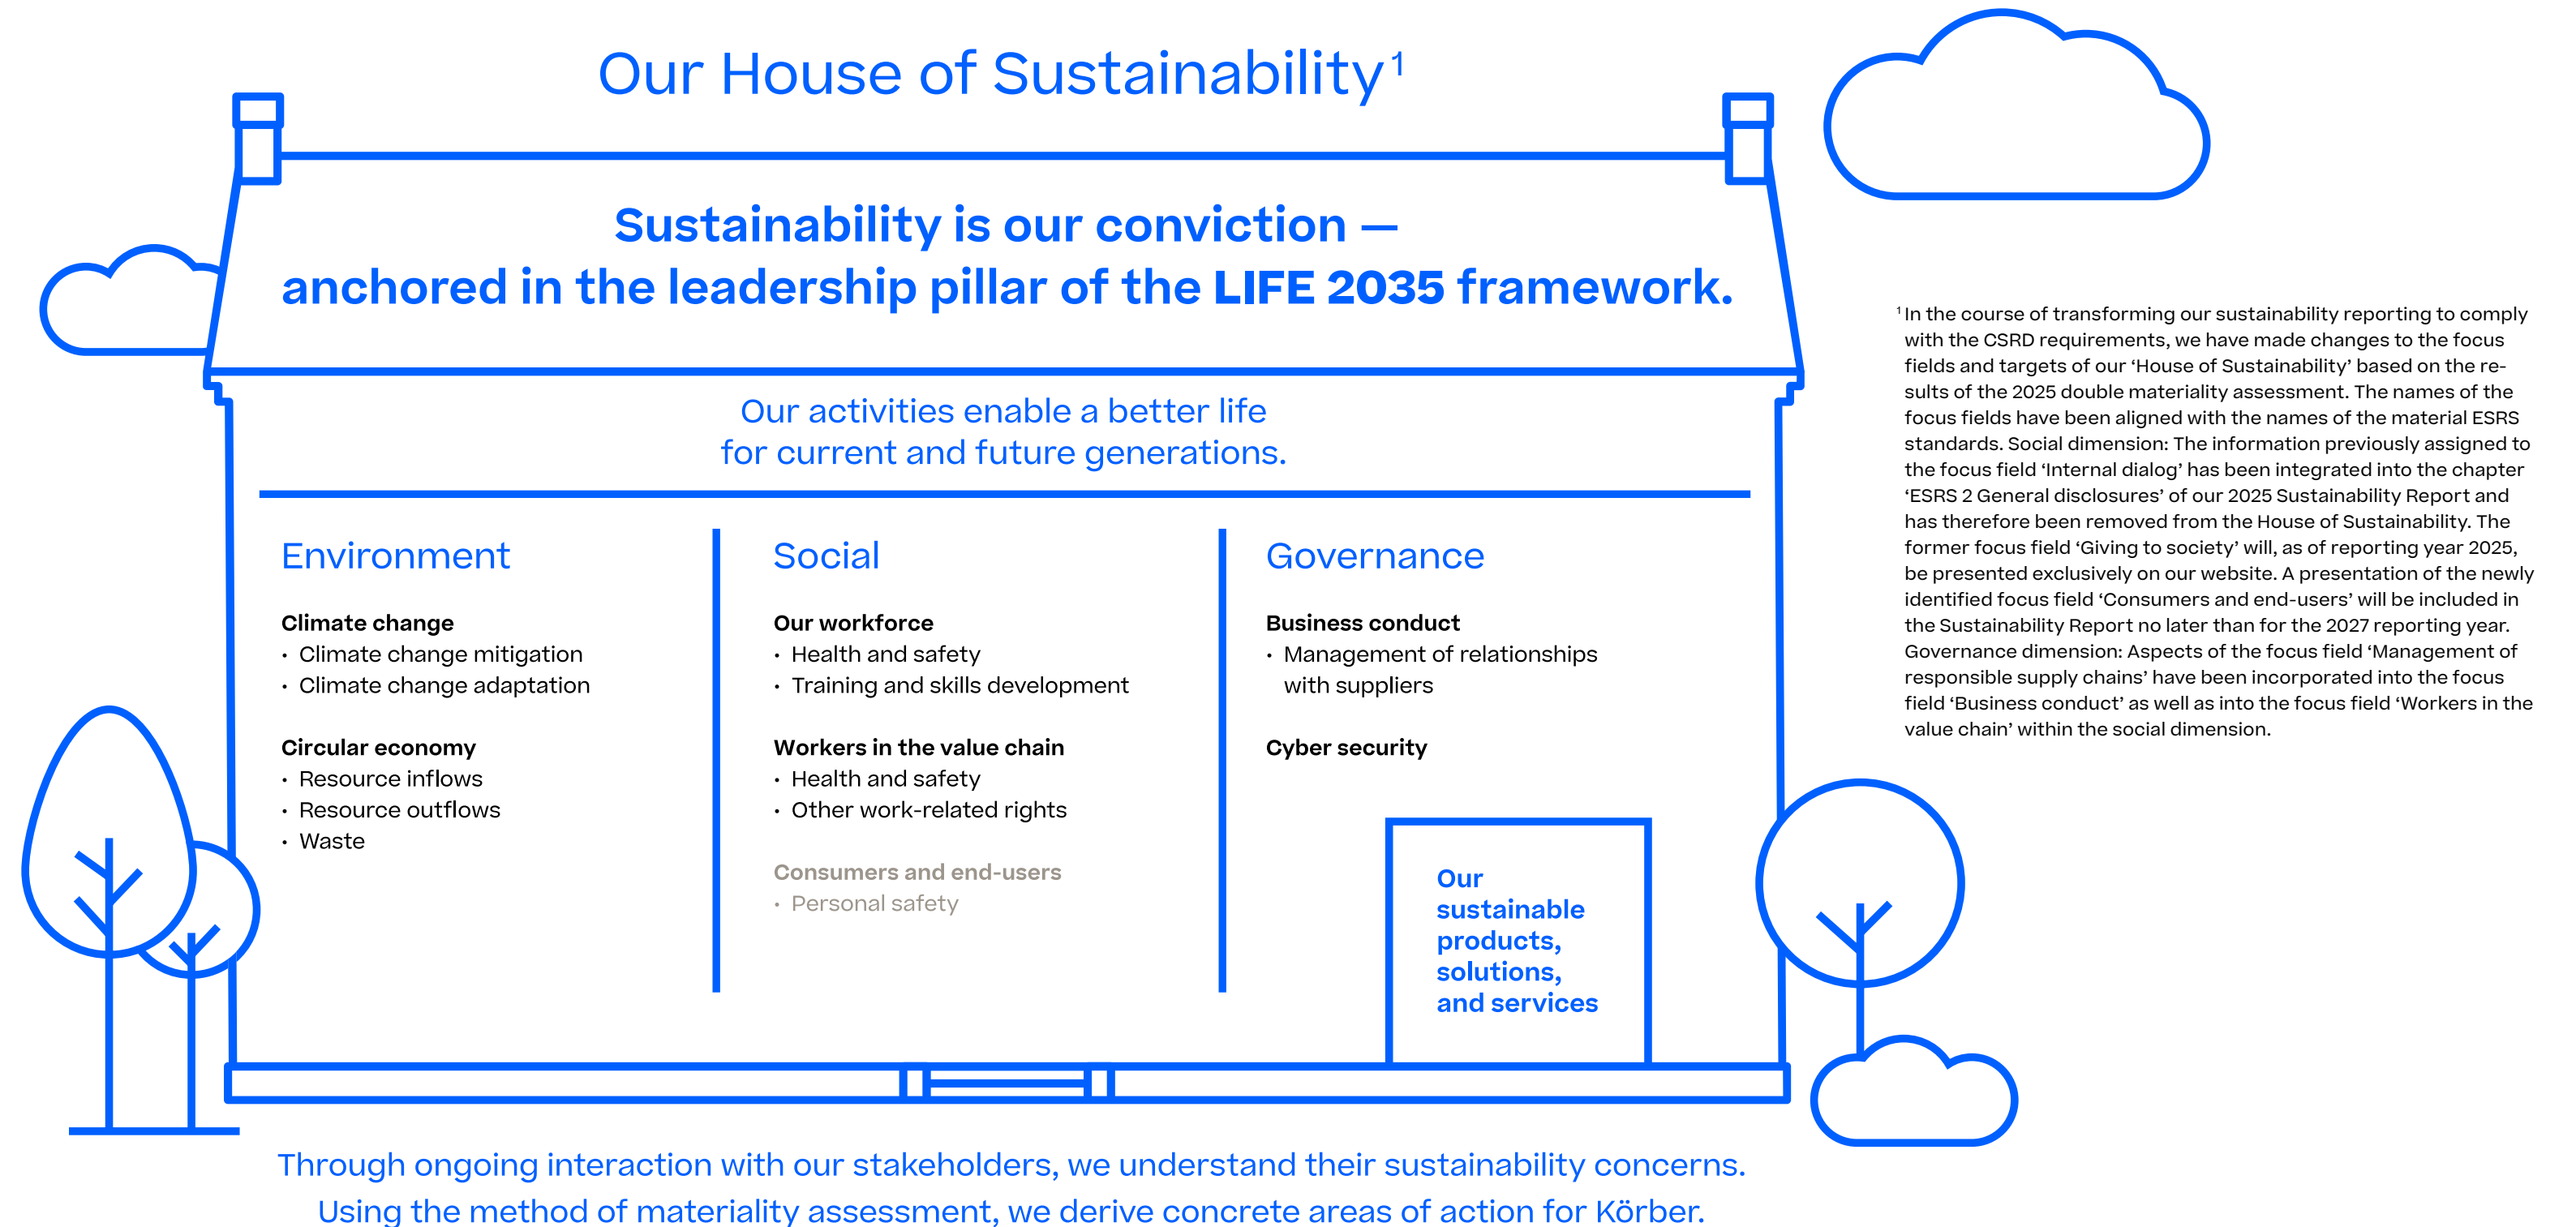 Our House of Sustainability¹
Sustainability is our conviction —
anchored in the leadership pillar of the LIFE 2035 framework.
Our activities enable a better life
for current and future generations.
Environment
Climate change
• Climate change mitigation
• Climate change adaptation
Circular economy
• Resource inflows
• Resource outflows
• Waste
Social
Our workforce
• Health and safety
• Training and skills development
Workers in the value chain
• Health and safety
• Other work-related rights
Consumers and end-users
• Personal safety
Governance
Business conduct
• Management of relationships
with suppliers
Cyber security
Our
sustainable
products,
solutions,
and services
Through ongoing interaction with our stakeholders, we understand their sustainability concerns.
Using the method of materiality assessment, we derive concrete areas of action for Körber.
¹ In the course of transforming our sustainability reporting to comply
with the CSRD requirements, we have made changes to the focus
fields and targets of our ‘House of Sustainability’ based on the re-
sults of the 2025 double materiality assessment. The names of the
focus fields have been aligned with the names of the material ESRS
standards. Social dimension: The information previously assigned to
the focus field ‘Internal dialog’ has been integrated into the chapter
‘ESRS 2 General disclosures’ of our 2025 Sustainability Report and
has therefore been removed from the House of Sustainability. The
former focus field ‘Giving to society’ will, as of reporting year 2025,
be presented exclusively on our website. A presentation of the newly
identified focus field ‘Consumers and end-users’ will be included in
the Sustainability Report no later than for the 2027 reporting year.
Governance dimension: Aspects of the focus field ‘Management of
responsible supply chains’ have been incorporated into the focus
field ‘Business conduct’ as well as into the focus field ‘Workers in the
value chain’ within the social dimension.